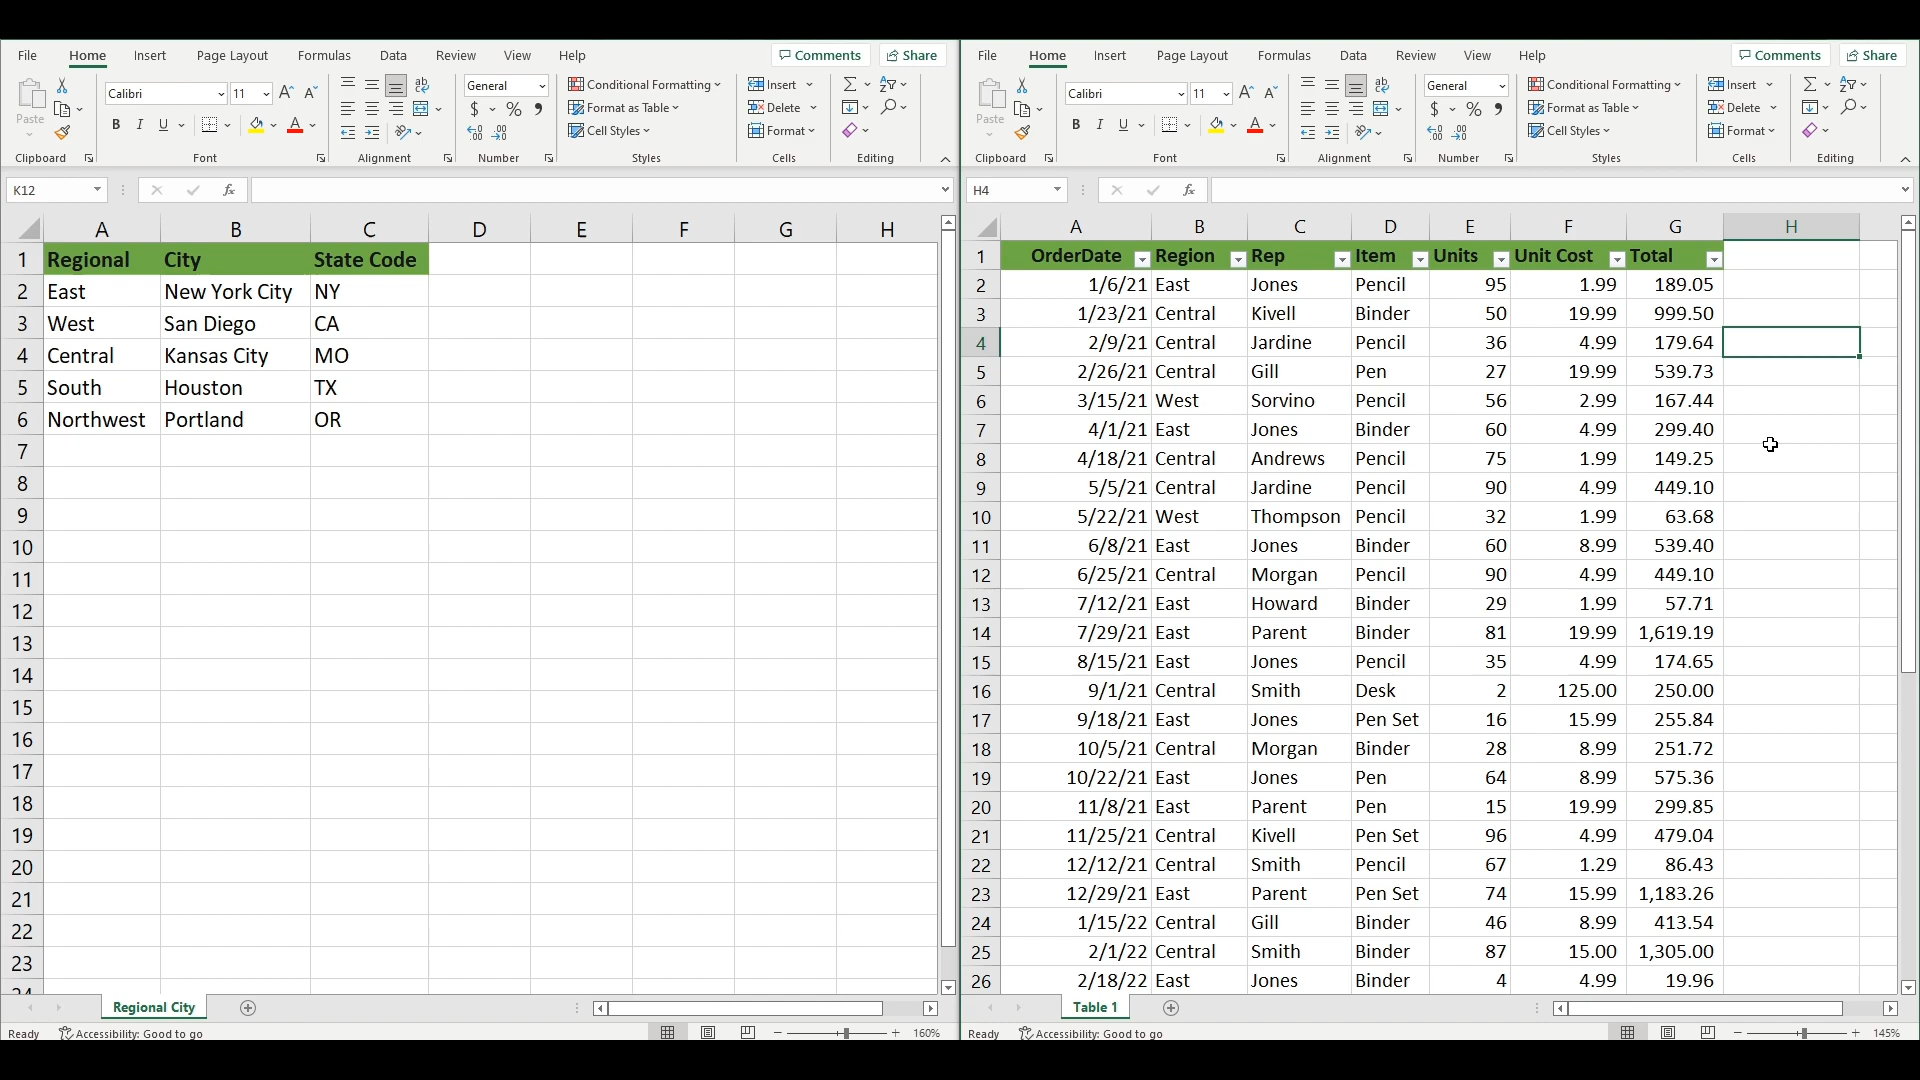 File Home Insert Page Layout Formulas Data Review View Help Comments Share
Paste
Calibri 11
B I U
General
$ % 9
Conditional Formatting
Format as Table
Cell Styles
Insert
Delete
Format
Clipboard Font Alignment Number Styles Cells Editing
K12 fx
A B C D E F G H
1 Regional City State Code
2 East New York City NY
3 West San Diego CA
4 Central Kansas City MO
5 South Houston TX
6 Northwest Portland OR
7
8
9
10
11
12
13
14
15
16
17
18
19
20
21
22
23
24
Regional City
Ready Accessibility: Good to go 160%
File Home Insert Page Layout Formulas Data Review View Help Comments Share
Paste
Calibri 11
B I U
General
$ % 9
Conditional Formatting
Format as Table
Cell Styles
Insert
Delete
Format
Clipboard Font Alignment Number Styles Cells Editing
H4 fx
A B C D E F G H
1 OrderDate Region Rep Item Units Unit Cost Total
2 1/6/21 East Jones Pencil 95 1.99 189.05
3 1/23/21 Central Kivell Binder 50 19.99 999.50
4 2/9/21 Central Jardine Pencil 36 4.99 179.64
5 2/26/21 Central Gill Pen 27 19.99 539.73
6 3/15/21 West Sorvino Pencil 56 2.99 167.44
7 4/1/21 East Jones Binder 60 4.99 299.40
8 4/18/21 Central Andrews Pencil 75 1.99 149.25
9 5/5/21 Central Jardine Pencil 90 4.99 449.10
10 5/22/21 West Thompson Pencil 32 1.99 63.68
11 6/8/21 East Jones Binder 60 8.99 539.40
12 6/25/21 Central Morgan Pencil 90 4.99 449.10
13 7/12/21 East Howard Binder 29 1.99 57.71
14 7/29/21 East Parent Binder 81 19.99 1,619.19
15 8/15/21 East Jones Pencil 35 4.99 174.65
16 9/1/21 Central Smith Desk 2 125.00 250.00
17 9/18/21 East Jones Pen Set 16 15.99 255.84
18 10/5/21 Central Morgan Binder 28 8.99 251.72
19 10/22/21 East Jones Pen 64 8.99 575.36
20 11/8/21 East Parent Pen 15 19.99 299.85
21 11/25/21 Central Kivell Pen Set 96 4.99 479.04
22 12/12/21 Central Smith Pencil 67 1.29 86.43
23 12/29/21 East Parent Pen Set 74 15.99 1,183.26
24 1/15/22 Central Gill Binder 46 8.99 413.54
25 2/1/22 Central Smith Binder 87 15.00 1,305.00
26 2/18/22 East Jones Binder 4 4.99 19.96
Table 1
Ready Accessibility: Good to go 145%